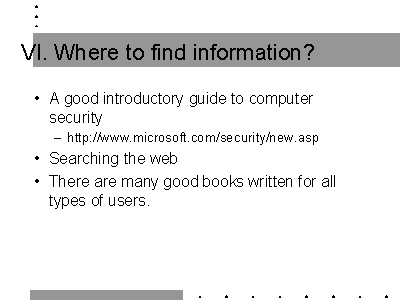 VI. Where to find information?
• A good introductory guide to computer
security
– http://www.microsoft.com/security/new.asp
• Searching the web
• There are many good books written for all
types of users.